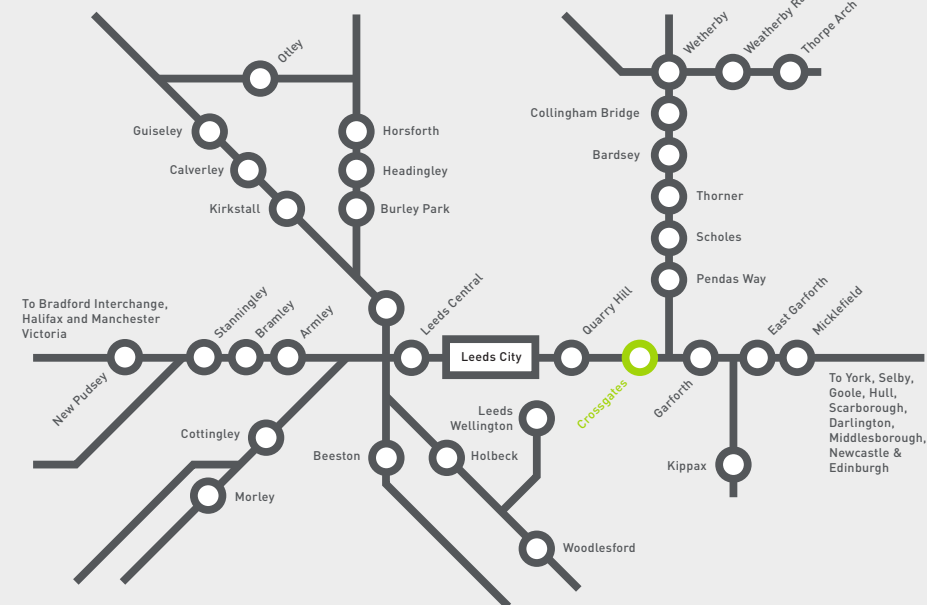 Otley
Guiseley
Calverley
Kirkstall
Horsforth
Headingley
Burley Park
Wetherby
Thorpe Arch
Collingham Bridge
Bardsey
Thorner
Scholes
Pendas Way
To Bradford Interchange,
Halifax and Manchester
Victoria
New Pudsey
Stanningley
Bramley
Armley
Leeds Central
Leeds City
Quarry Hill
Crossgates
Garforth
East Garforth
Micklefield
To York, Selby,
Goole, Hull,
Scarborough,
Darlington,
Middlesborough,
Newcastle &
Edinburgh
Cottingley
Morley
Beeston
Holbeck
Leeds
Wellington
Woodlesford
Kippax
Weatherby